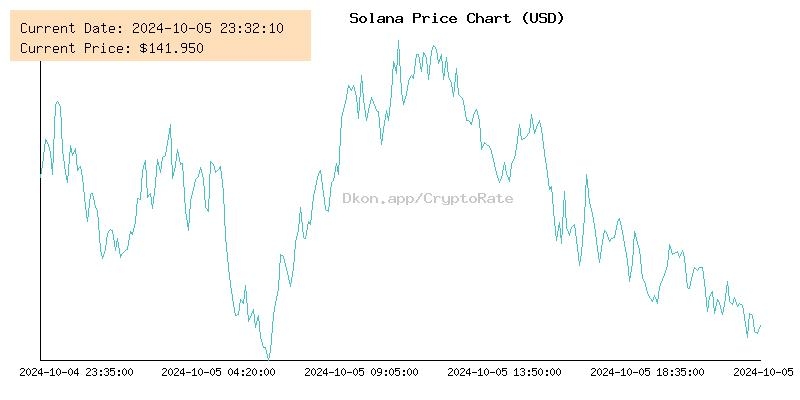 Solana Price Chart (USD)
Current Date: 2024-10-05 23:32:10
Current Price: $141.950
Dkon.app/CryptoRate
2024-10-04 23:35:00 2024-10-05 04:20:00 2024-10-05 09:05:00 2024-10-05 13:50:00 2024-10-05 18:35:00 2024-10-05